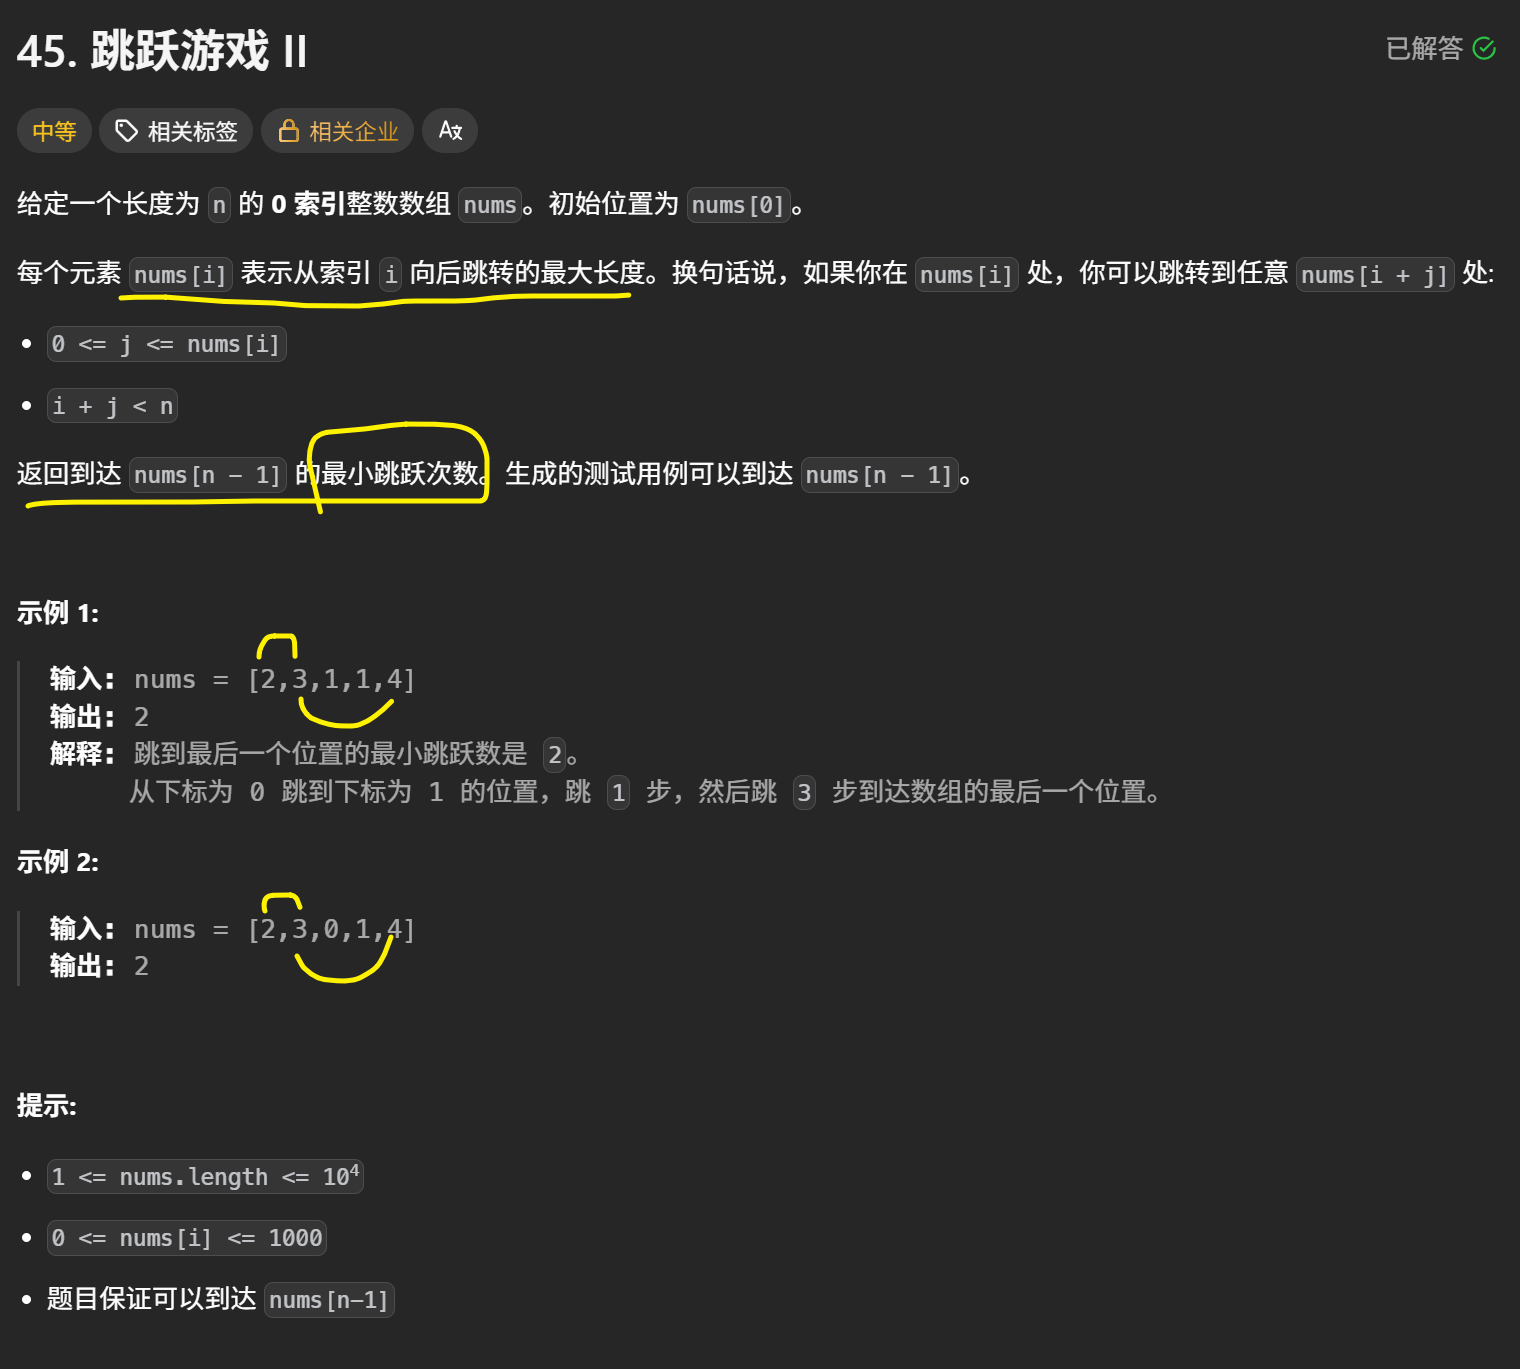 45. 跳跃游戏 II
已解答
中等 相关标签 相关企业
给定一个长度为 n 的 0 索引整数数组 nums。初始位置为 nums[0]。
每个元素 nums[i] 表示从索引 i 向后跳转的最大长度。换句话说，如果你在 nums[i] 处，你可以跳转到任意 nums[i + j] 处:
• 0 <= j <= nums[i]
• i + j < n
返回到达 nums[n - 1] 的最小跳跃次数。生成的测试用例可以到达 nums[n - 1]。
示例 1:
输入: nums = [2,3,1,1,4]
输出: 2
解释: 跳到最后一个位置的最小跳跃数是 2。
从下标为 0 跳到下标为 1 的位置，跳 1 步，然后跳 3 步到达数组的最后一个位置。
示例 2:
输入: nums = [2,3,0,1,4]
输出: 2
提示:
• 1 <= nums.length <= 10⁴
• 0 <= nums[i] <= 1000
• 题目保证可以到达 nums[n-1]